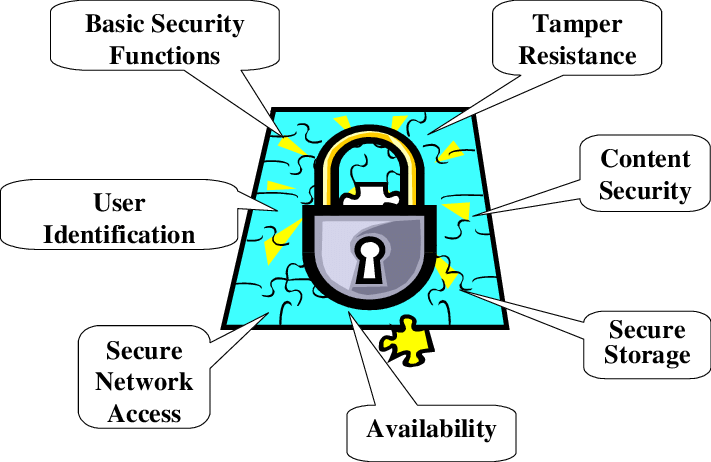 Basic Security
Functions
Tamper
Resistance
Content
Security
User
Identification
Secure
Storage
Secure
Network
Access
Availability